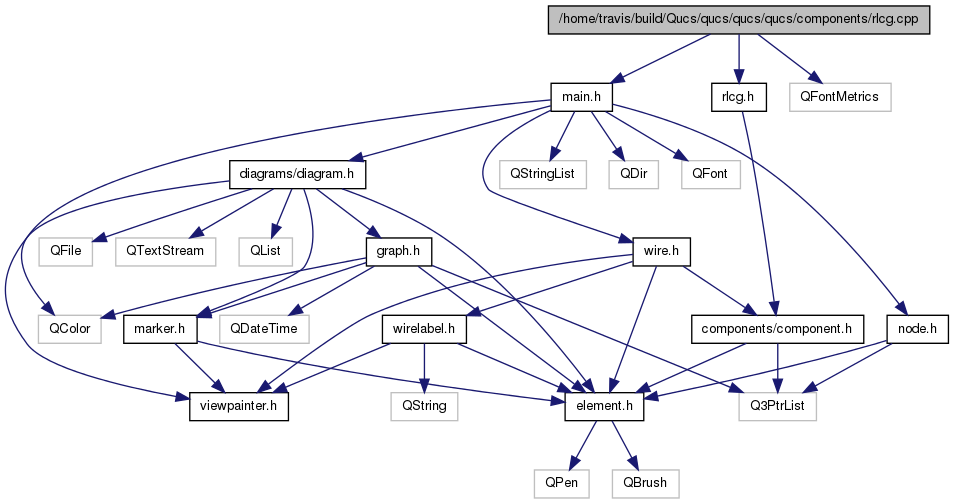 /home/travis/build/Qucs/qucs/qucs/qucs/components/rlcg.cpp
main.h
rlcg.h
QFontMetrics
diagrams/diagram.h
QStringList
QDir
QFont
QFile
QTextStream
QList
graph.h
wire.h
QColor
marker.h
QDateTime
wirelabel.h
components/component.h
node.h
viewpainter.h
QString
element.h
Q3PtrList
QPen
QBrush